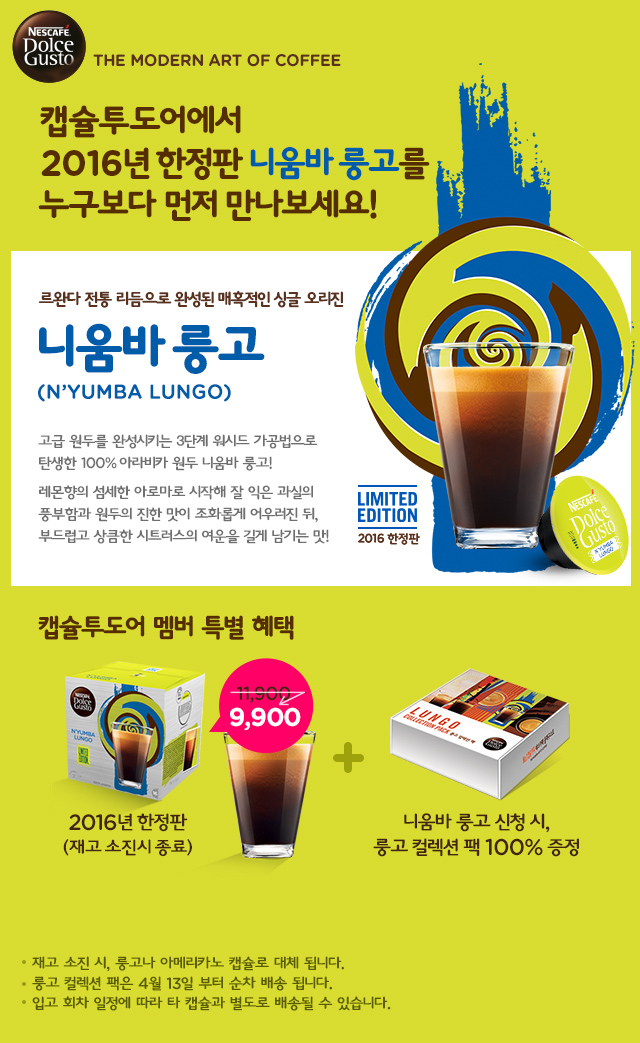 NESCAFÉ
Dolce
Gusto
THE MODERN ART OF COFFEE
캡슐투도어에서
2016년 한정판 니움바 룽고를
누구보다 먼저 만나보세요!
르완다 전통 리듬으로 완성된 매혹적인 싱글 오리진
니움바 룽고
(N'YUMBA LUNGO)
고급 원두를 완성시키는 3단계 워시드 가공법으로
탄생한 100% 아라비카 원두 니움바 룽고!
레몬향의 섬세한 아로마로 시작해 잘 익은 과실의
풍부함과 원두의 진한 맛이 조화롭게 어우러진 뒤,
부드럽고 상큼한 시트러스의 여운을 길게 남기는 맛!
LIMITED
EDITION
2016 한정판
NESCAFÉ
Dolce
Gusto
N'YUMBA
LUNGO
캡슐투도어 멤버 특별 혜택
NESCAFÉ
Dolce
Gusto
N'YUMBA
LUNGO
LIMITED
EDITION
11,900
9,900
+
LUNGO
COLLECTION PACK
NESCAFÉ
Dolce
Gusto
2016년 한정판
(재고 소진시 종료)
니움바 룽고 신청 시,
룽고 컬렉션 팩 100% 증정
• 재고 소진 시, 룽고나 아메리카노 캡슐로 대체 됩니다.
• 룽고 컬렉션 팩은 4월 13일 부터 순차 배송 됩니다.
• 입고 회차 일정에 따라 타 캡슐과 별도로 배송될 수 있습니다.